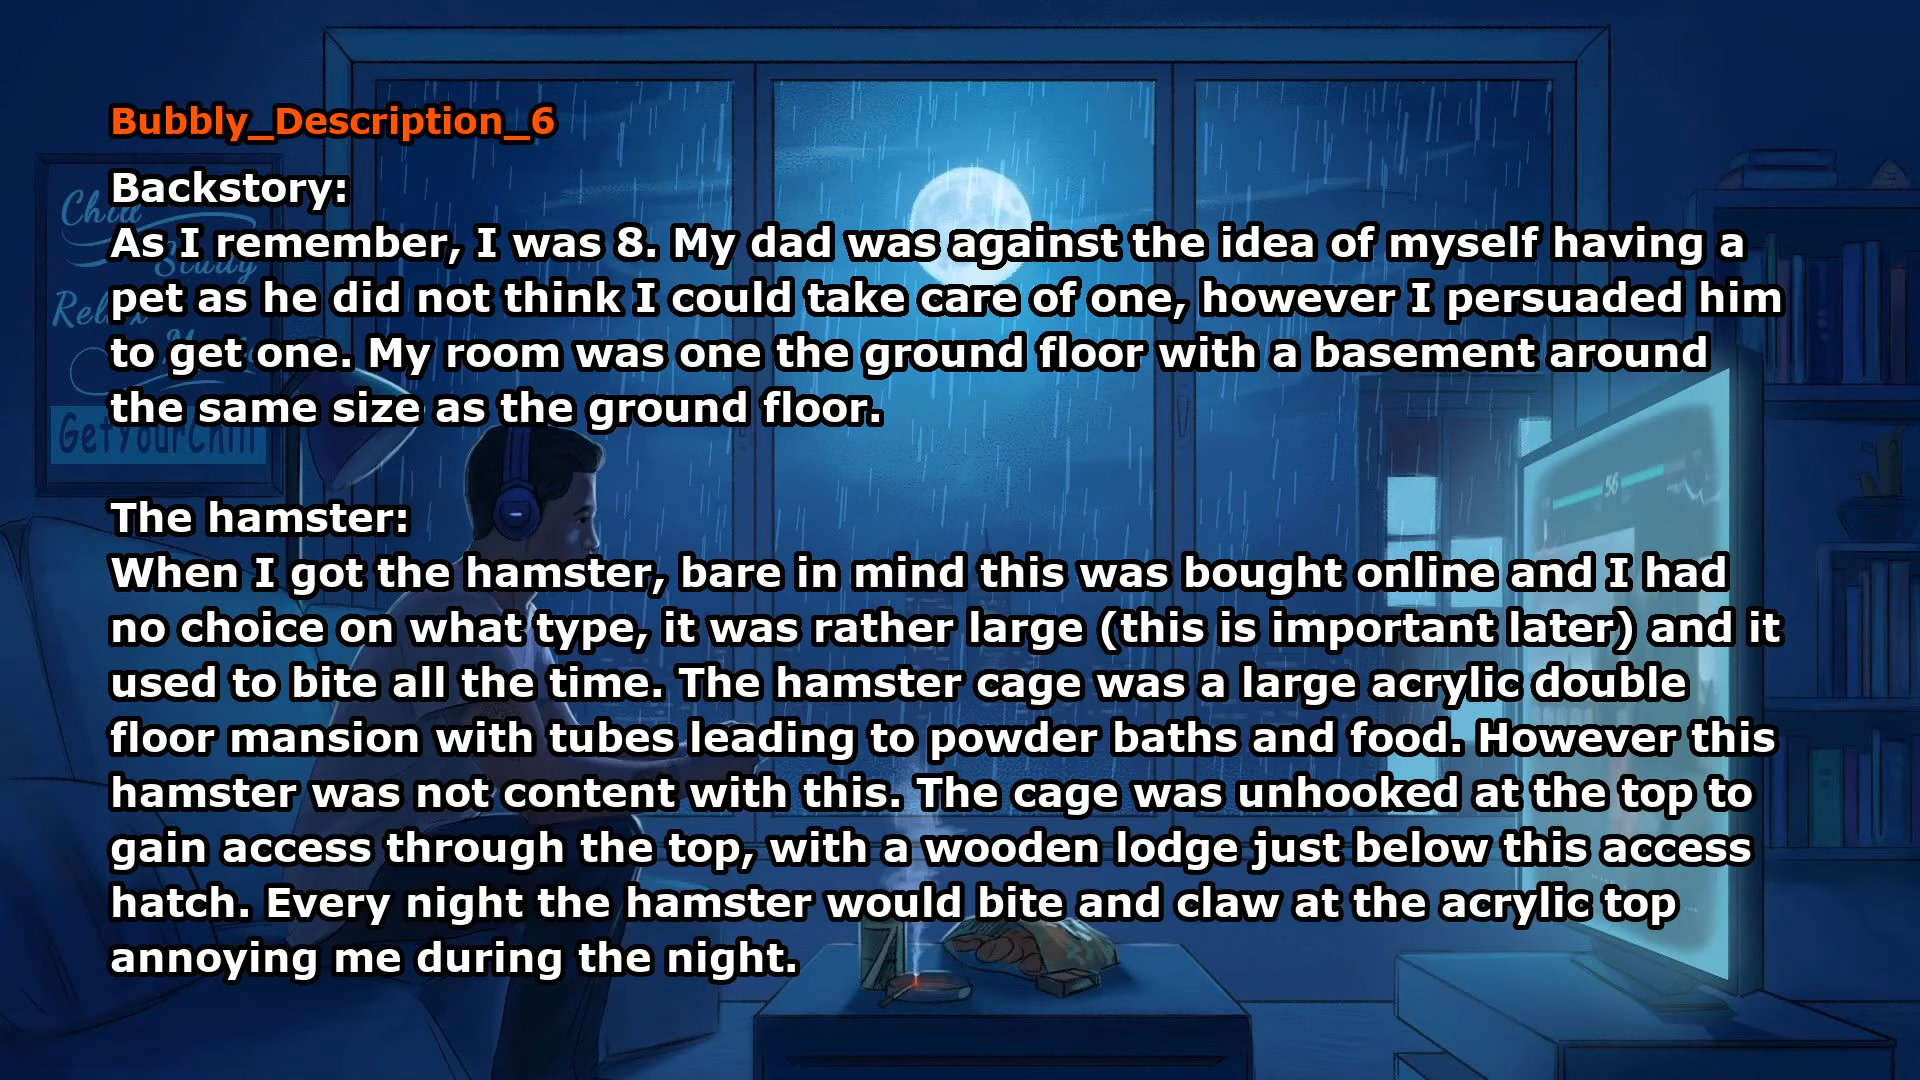 Bubbly_Description_6
Backstory:
As I remember, I was 8. My dad was against the idea of myself having a
pet as he did not think I could take care of one, however I persuaded him
to get one. My room was one the ground floor with a basement around
the same size as the ground floor.
The hamster:
When I got the hamster, bare in mind this was bought online and I had
no choice on what type, it was rather large (this is important later) and it
used to bite all the time. The hamster cage was a large acrylic double
floor mansion with tubes leading to powder baths and food. However this
hamster was not content with this. The cage was unhooked at the top to
gain access through the top, with a wooden lodge just below this access
hatch. Every night the hamster would bite and claw at the acrylic top
annoying me during the night.
Chill
Study
Relax
GetYourChill
56